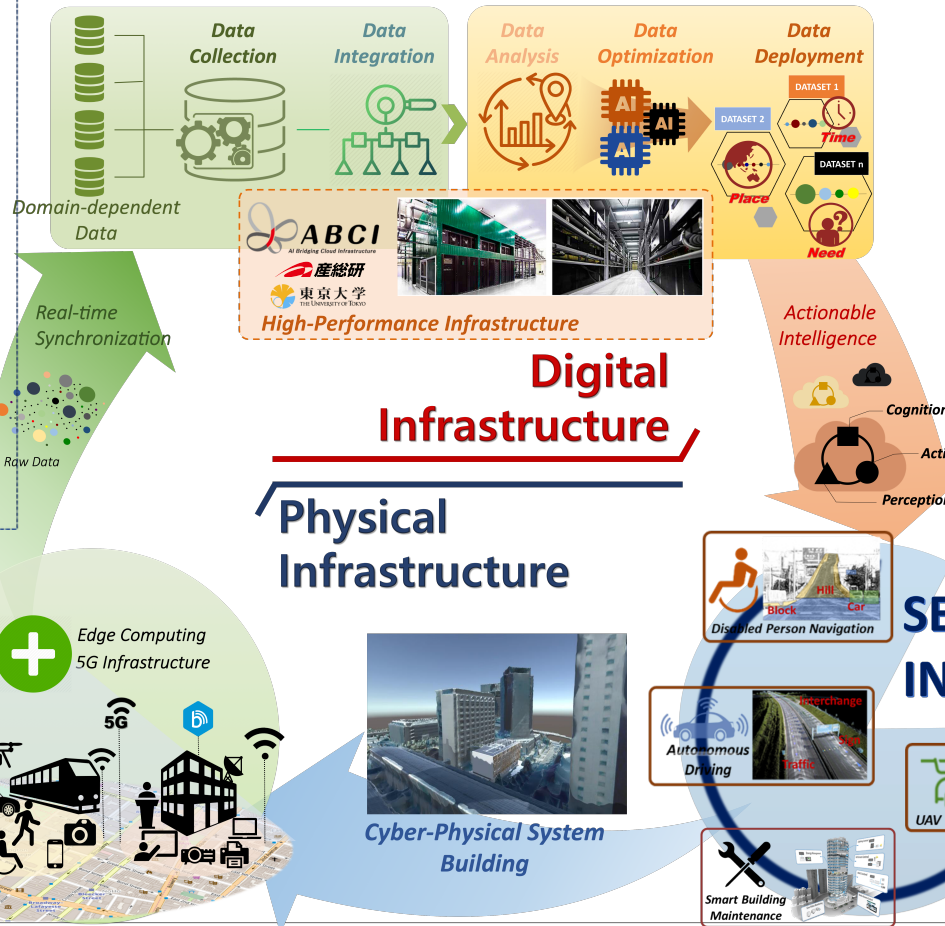 Data
Collection
Data
Integration
Data
Analysis
Data
Optimization
Data
Deployment
AI
AI
AI
DATASET 1
DATASET 2
DATASET n
Time
Place
Need
Domain-dependent
Data
ABCI
AI Bridging Cloud Infrastructure
産総研
東京大学
THE UNIVERSITY OF TOKYO
High-Performance Infrastructure
Real-time
Synchronization
Raw Data
Actionable
Intelligence
Cognition
Acti
Perception
Digital
Infrastructure
Physical
Infrastructure
Edge Computing
5G Infrastructure
5G
b
Cyber-Physical System
Building
Hill
Block
Car
Disabled Person Navigation
SE
IN
Interchange
Sign
Traffic
Autonomous
Driving
UAV
Smart Building
Maintenance